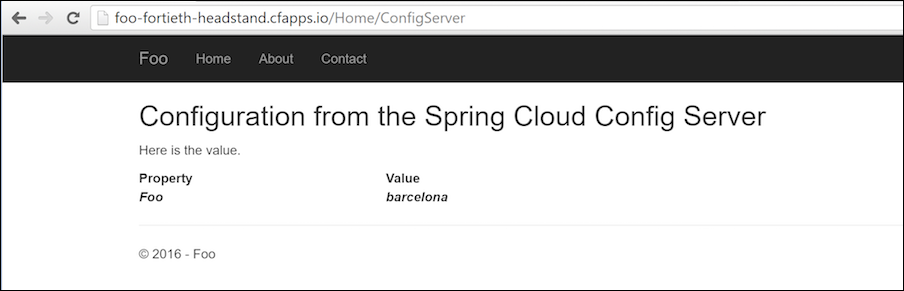 foo-fortieth-headstand.cfapps.io/Home/ConfigServer
Foo Home About Contact
Configuration from the Spring Cloud Config Server
Here is the value.
Property Value
Foo barcelona
© 2016 - Foo